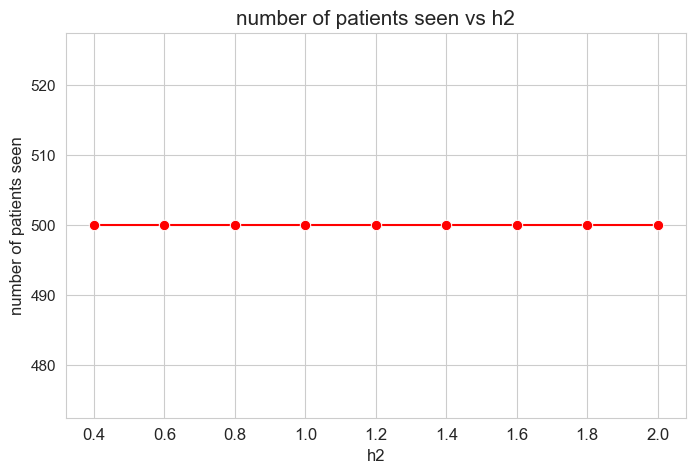 number of patients seen vs h2
520
510
500
490
480
number of patients seen
0.4 0.6 0.8 1.0 1.2 1.4 1.6 1.8 2.0
h2